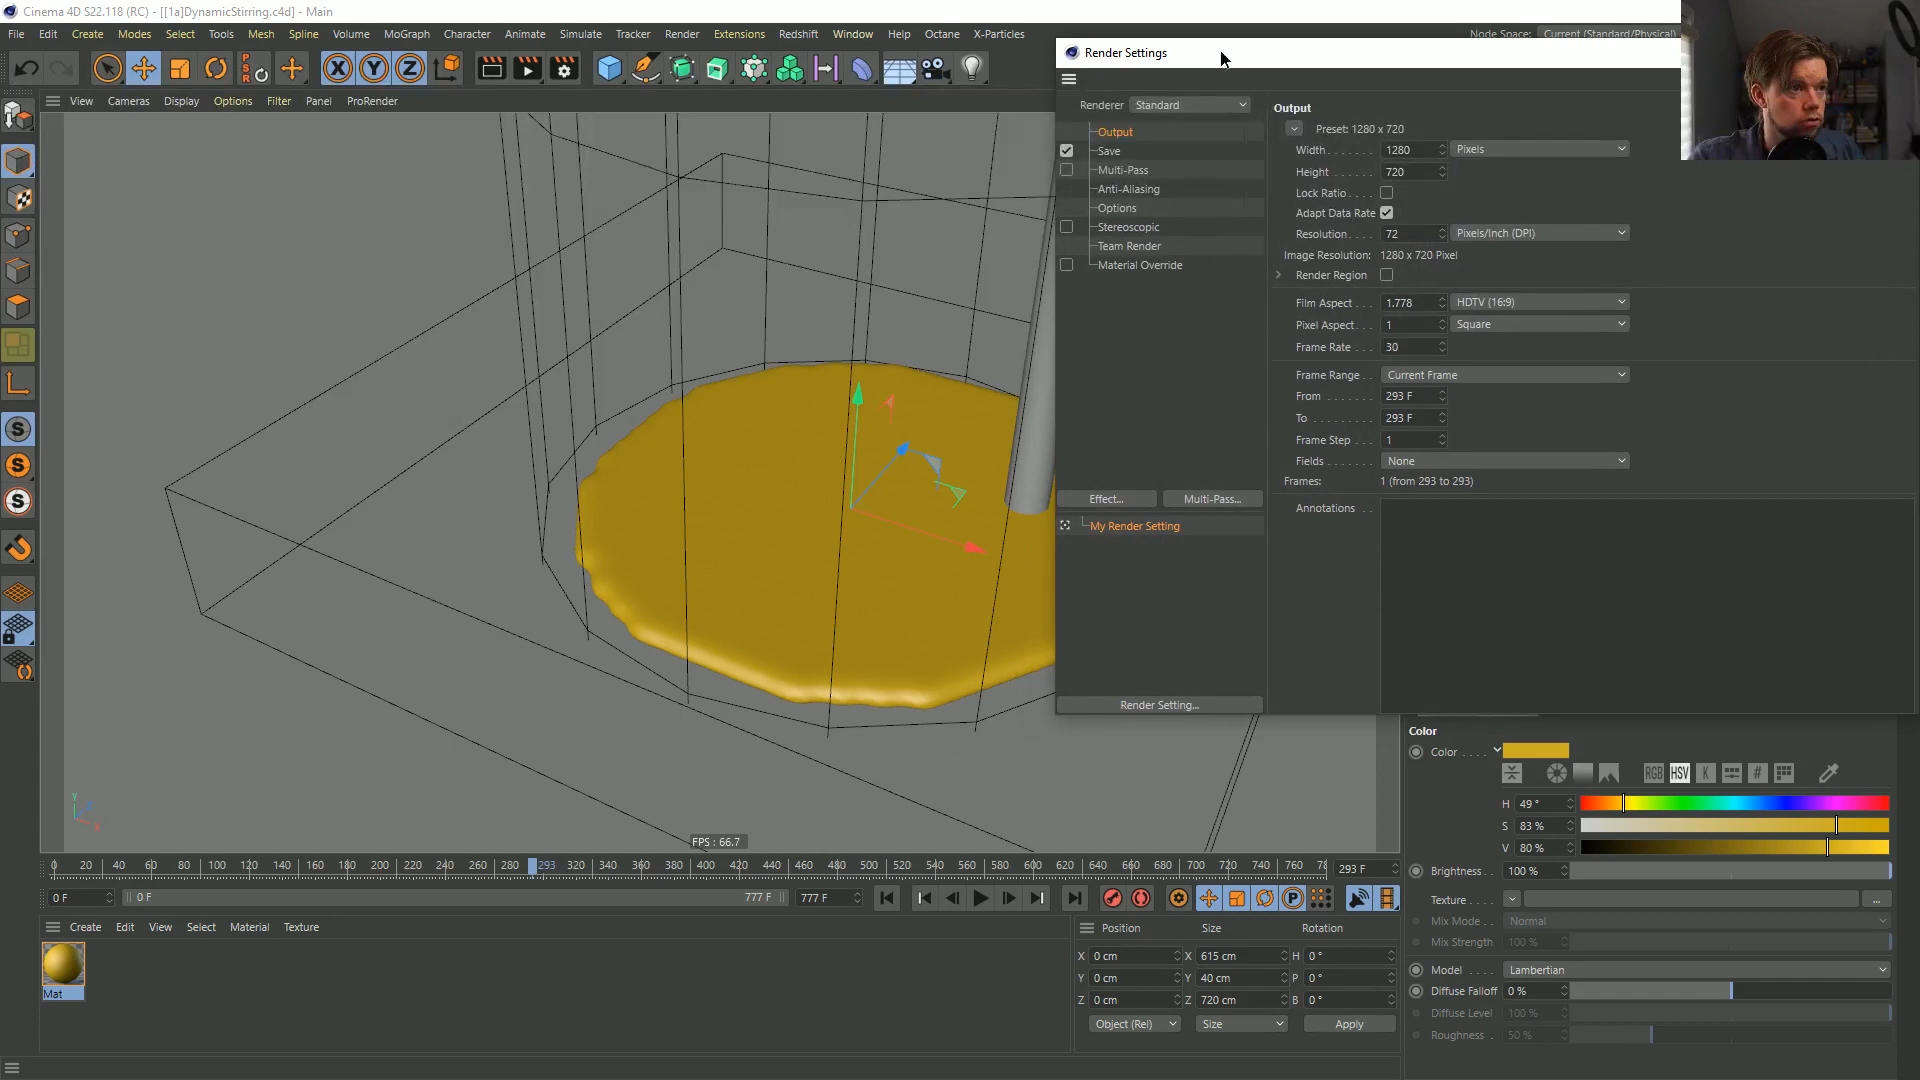 Cinema 4D S22.118 (RC) - [[1a]DynamicStirring.c4d] - Main
File Edit Create Modes Select Tools Mesh Spline Volume MoGraph Character Animate Simulate Tracker Render Extensions Redshift Window Help Octane X-Particles
Node Space: Current (Standard/Physical)
View Cameras Display Options Filter Panel ProRender
Render Settings
Renderer Standard
Output
Save
Multi-Pass
Anti-Aliasing
Options
Stereoscopic
Team Render
Material Override
Effect... Multi-Pass...
My Render Setting
Render Setting...
Output
Preset: 1280 x 720
Width 1280 Pixels
Height 720
Lock Ratio
Adapt Data Rate
Resolution 72 Pixels/Inch (DPI)
Image Resolution: 1280 x 720 Pixel
Render Region
Film Aspect 1.778 HDTV (16:9)
Pixel Aspect 1 Square
Frame Rate 30
Frame Range Current Frame
From 293 F
To 293 F
Frame Step 1
Fields None
Frames: 1 (from 293 to 293)
Annotations
Y
FPS : 66.7
0 20 40 60 80 100 120 140 160 180 200 220 240 260 280 293 320 340 360 380 400 420 440 460 480 500 520 540 560 580 600 620 640 660 680 700 720 740 760 78
293 F
0 F 0 F 777 F 777 F
Create Edit View Select Material Texture
Mat
Position Size Rotation
X 0 cm X 615 cm H 0 °
Y 0 cm Y 40 cm P 0 °
Z 0 cm Z 720 cm B 0 °
Object (Rel) Size Apply
Color
Color
RGB HSV K #
H 49 °
S 83 %
V 80 %
Brightness 100 %
Texture ...
Mix Mode Normal
Mix Strength 100 %
Model Lambertian
Diffuse Falloff 0 %
Diffuse Level 100 %
Roughness 50 %